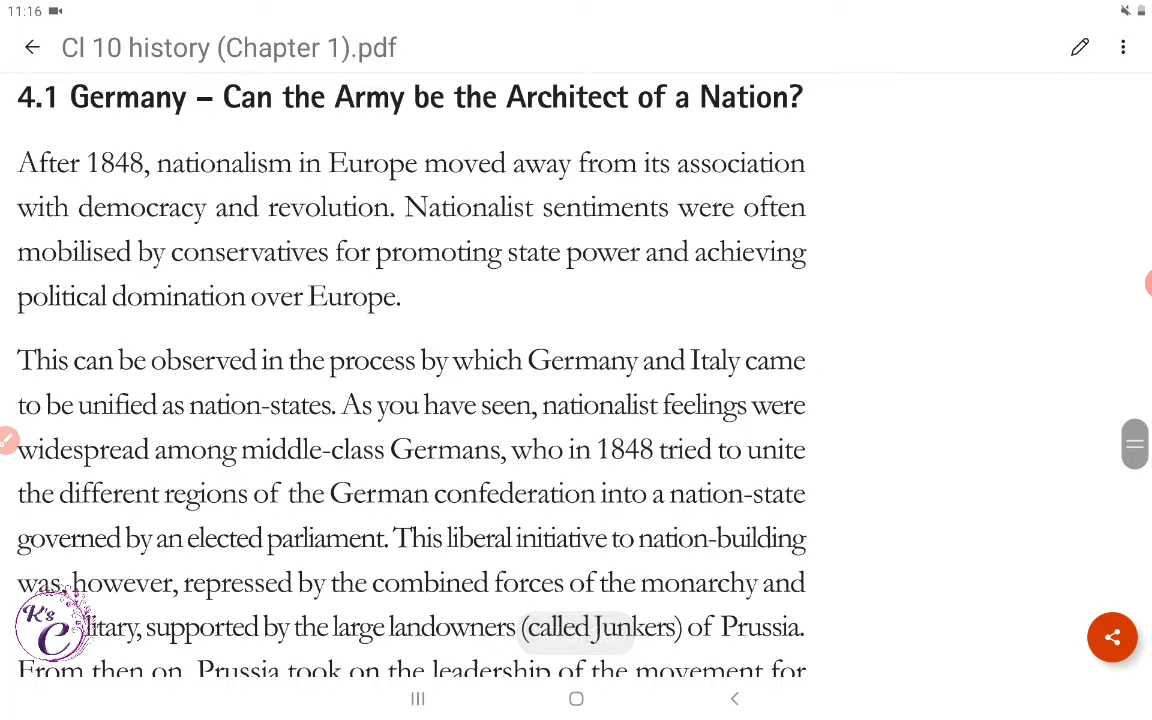 11:16
Cl 10 history (Chapter 1).pdf
4.1 Germany – Can the Army be the Architect of a Nation?
After 1848, nationalism in Europe moved away from its association
with democracy and revolution. Nationalist sentiments were often
mobilised by conservatives for promoting state power and achieving
political domination over Europe.
This can be observed in the process by which Germany and Italy came
to be unified as nation-states. As you have seen, nationalist feelings were
widespread among middle-class Germans, who in 1848 tried to unite
the different regions of the German confederation into a nation-state
governed by an elected parliament. This liberal initiative to nation-building
was, however, repressed by the combined forces of the monarchy and
K's C
litary, supported by the large landowners (called Junkers) of Prussia.
From then on, Prussia took on the leadership of the movement for